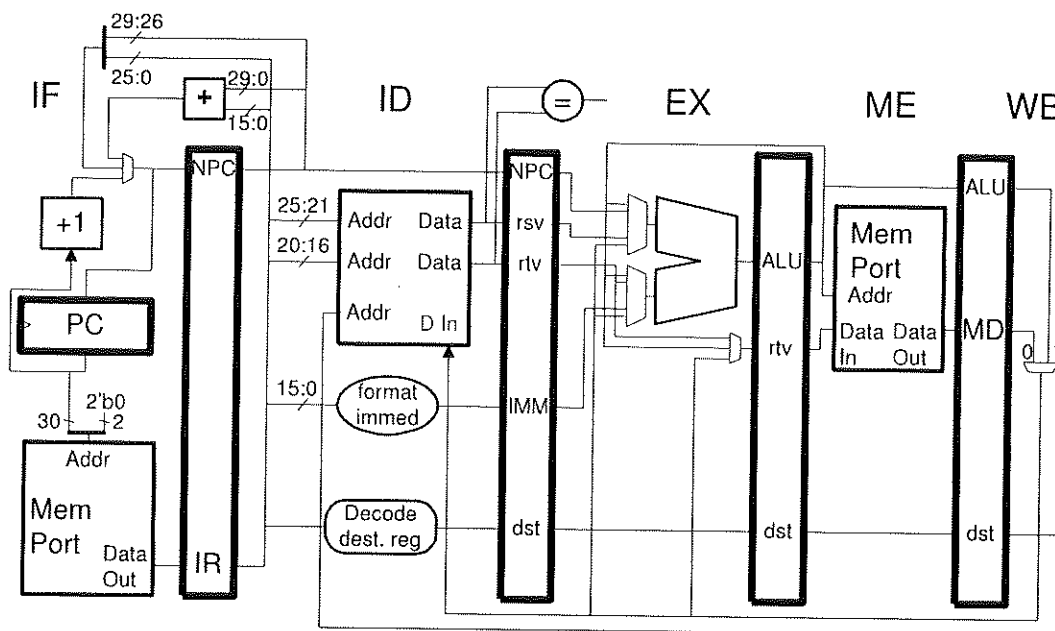 29:26
25:0
IF
+
29:0
15:0
ID
=
EX
ME
WB
NPC
NPC
+1
25:21
Addr
Data
rsv
ALU
20:16
Addr
Data
rtv
ALU
Mem
Port
Addr
PC
Addr
D In
Data
In
Data
Out
rtv
MD
0
15:0
format
immed
IMM
2'b0
30
2
Addr
Mem
Port
Data
Out
IR
Decode
dest. reg
dst
dst
dst